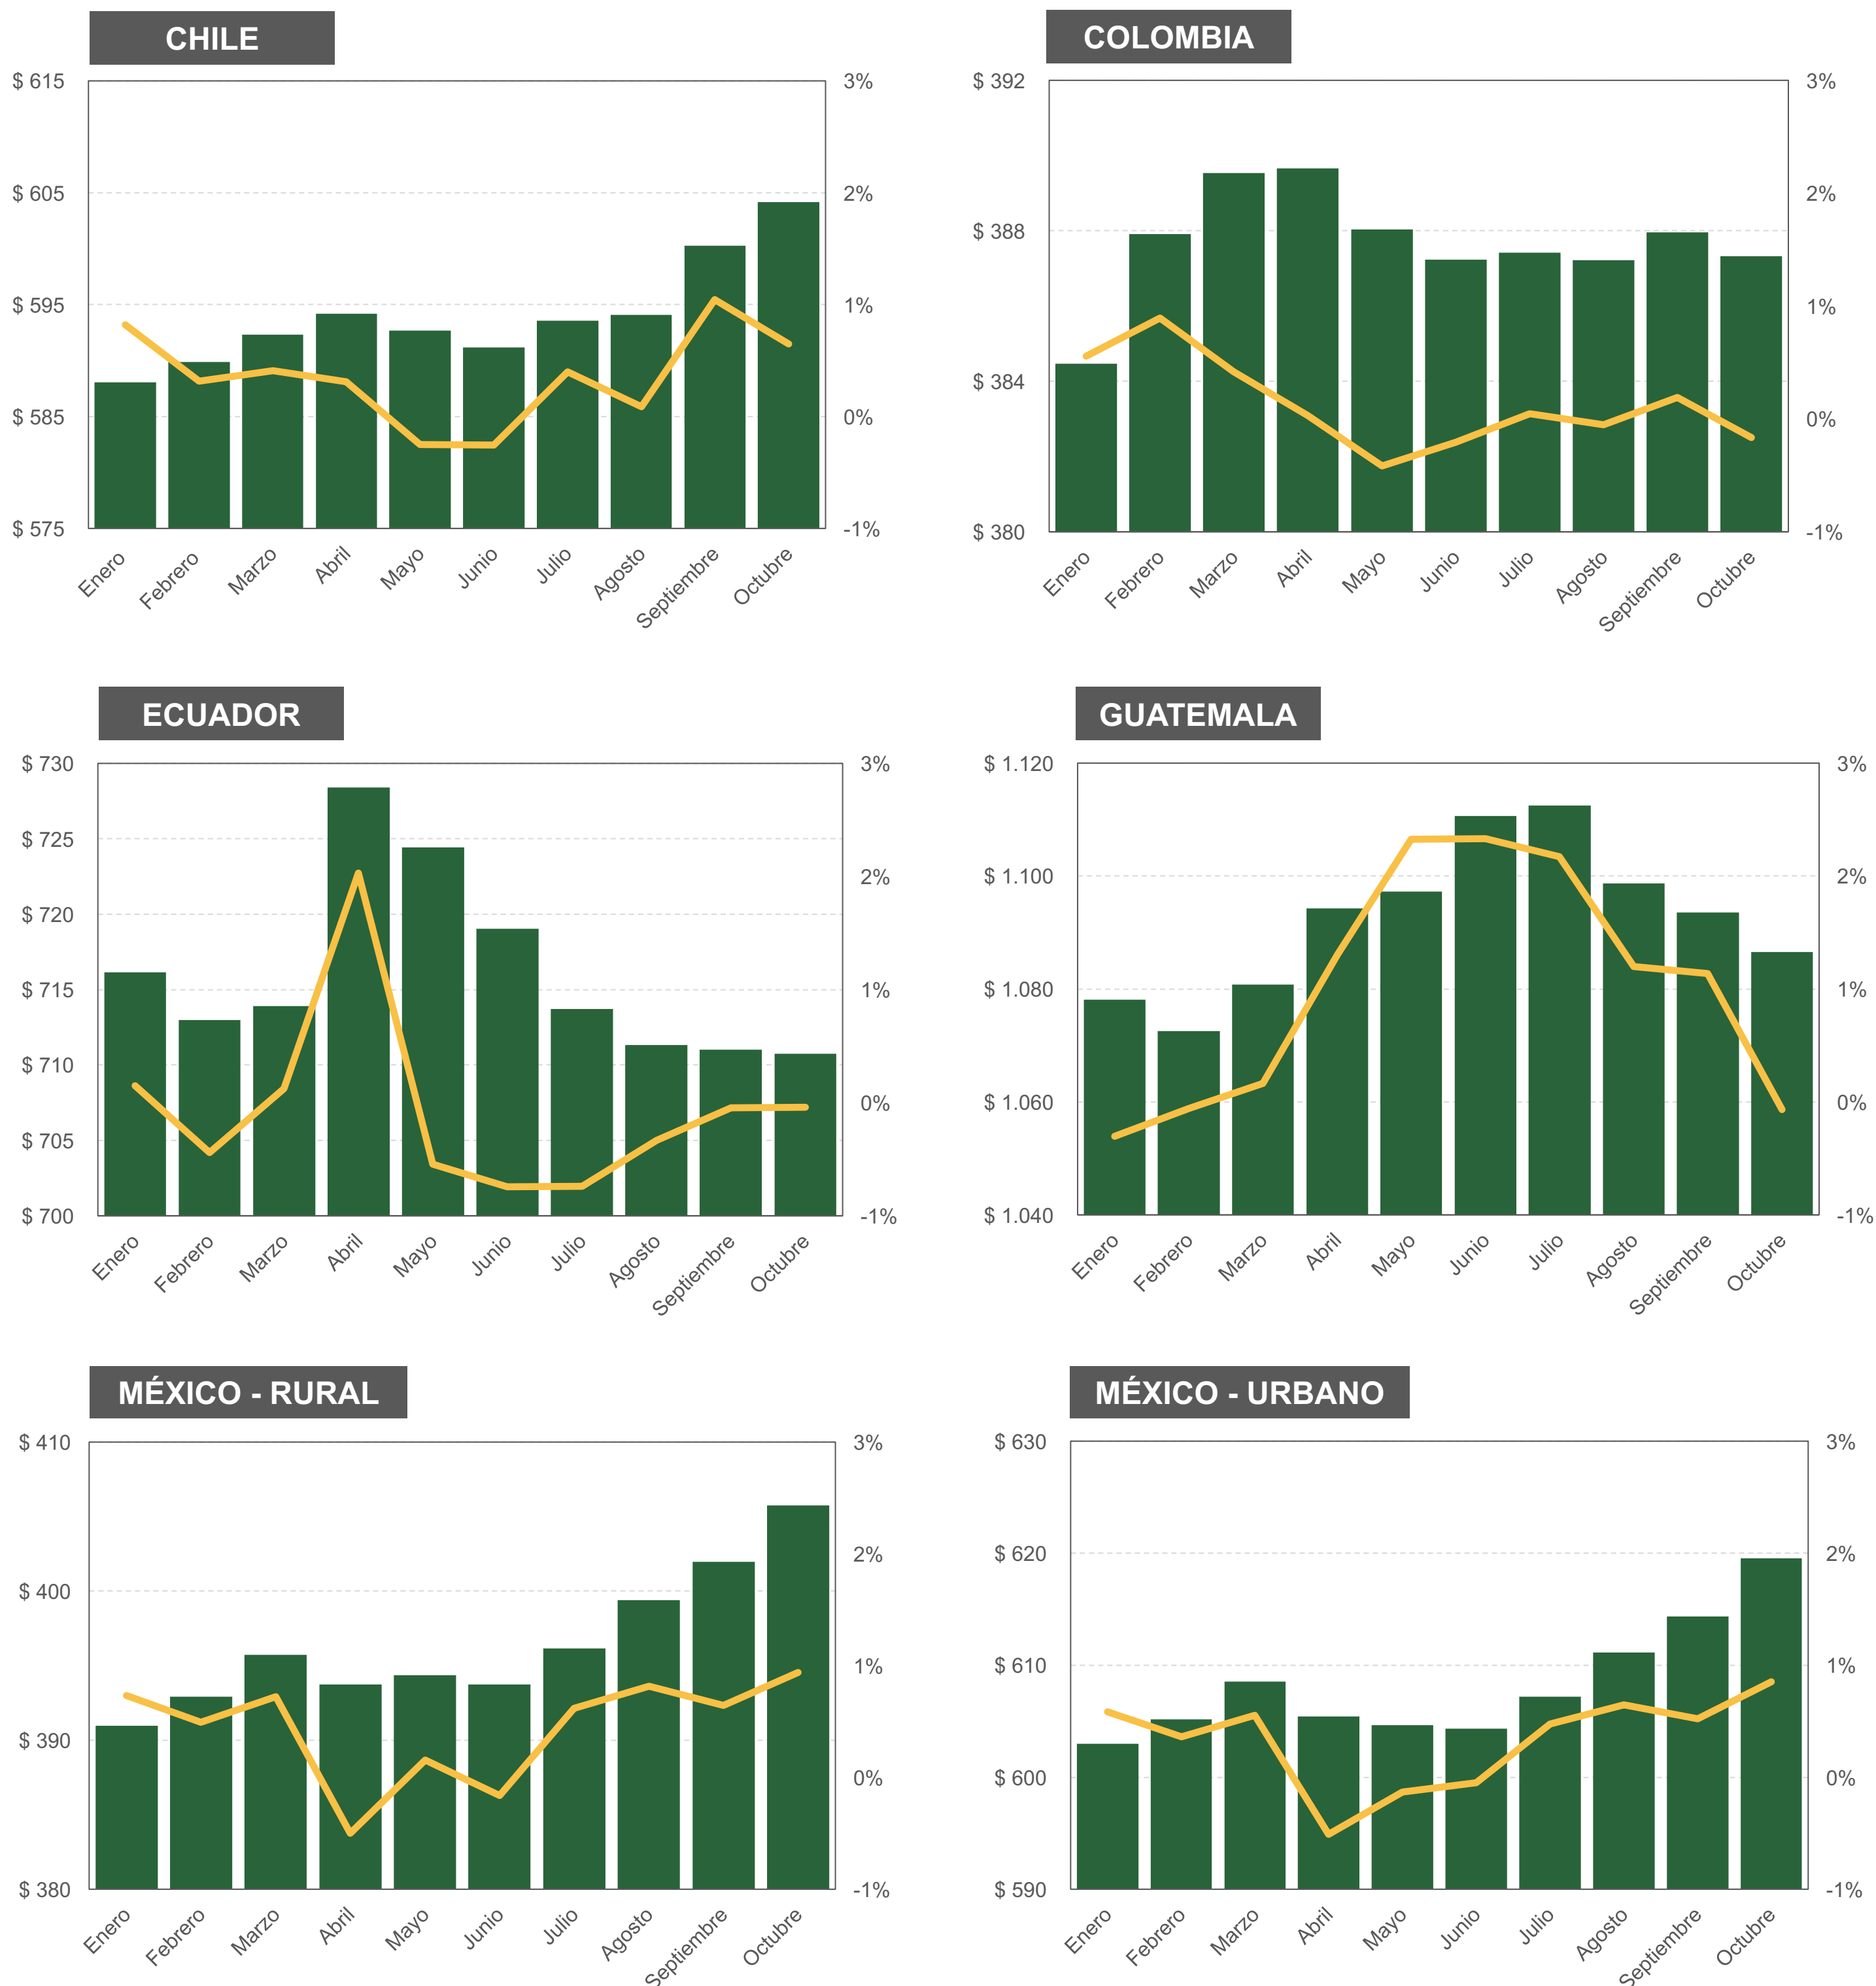 CHILE
$ 615
$ 605
$ 595
$ 585
$ 575
3%
2%
1%
0%
-1%
Enero
Febrero
Marzo
Abril
Mayo
Junio
Julio
Agosto
Septiembre
Octubre
COLOMBIA
$ 392
$ 388
$ 384
$ 380
3%
2%
1%
0%
-1%
Enero
Febrero
Marzo
Abril
Mayo
Junio
Julio
Agosto
Septiembre
Octubre
ECUADOR
$ 730
$ 725
$ 720
$ 715
$ 710
$ 705
$ 700
3%
2%
1%
0%
-1%
Enero
Febrero
Marzo
Abril
Mayo
Junio
Julio
Agosto
Septiembre
Octubre
GUATEMALA
$ 1.120
$ 1.100
$ 1.080
$ 1.060
$ 1.040
3%
2%
1%
0%
-1%
Enero
Febrero
Marzo
Abril
Mayo
Junio
Julio
Agosto
Septiembre
Octubre
MÉXICO - RURAL
$ 410
$ 400
$ 390
$ 380
3%
2%
1%
0%
-1%
Enero
Febrero
Marzo
Abril
Mayo
Junio
Julio
Agosto
Septiembre
Octubre
MÉXICO - URBANO
$ 630
$ 620
$ 610
$ 600
$ 590
3%
2%
1%
0%
-1%
Enero
Febrero
Marzo
Abril
Mayo
Junio
Julio
Agosto
Septiembre
Octubre